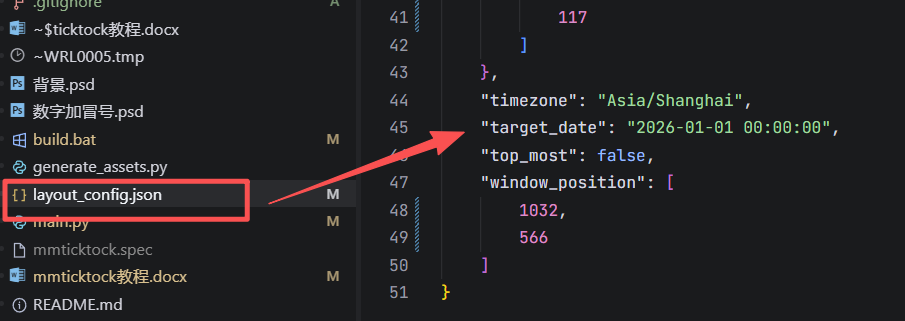 .gitignore A
~$ticktock教程.docx
~WRL0005.tmp
背景.psd
数字加冒号.psd
build.bat M
generate_assets.py
layout_config.json M
main.py M
mmticktock.spec
mmticktock教程.docx M
README.md
41 117
42 ]
43 },
44 "timezone": "Asia/Shanghai",
45 "target_date": "2026-01-01 00:00:00",
46 "top_most": false,
47 "window_position": [
48 1032,
49 566
50 ]
51 }